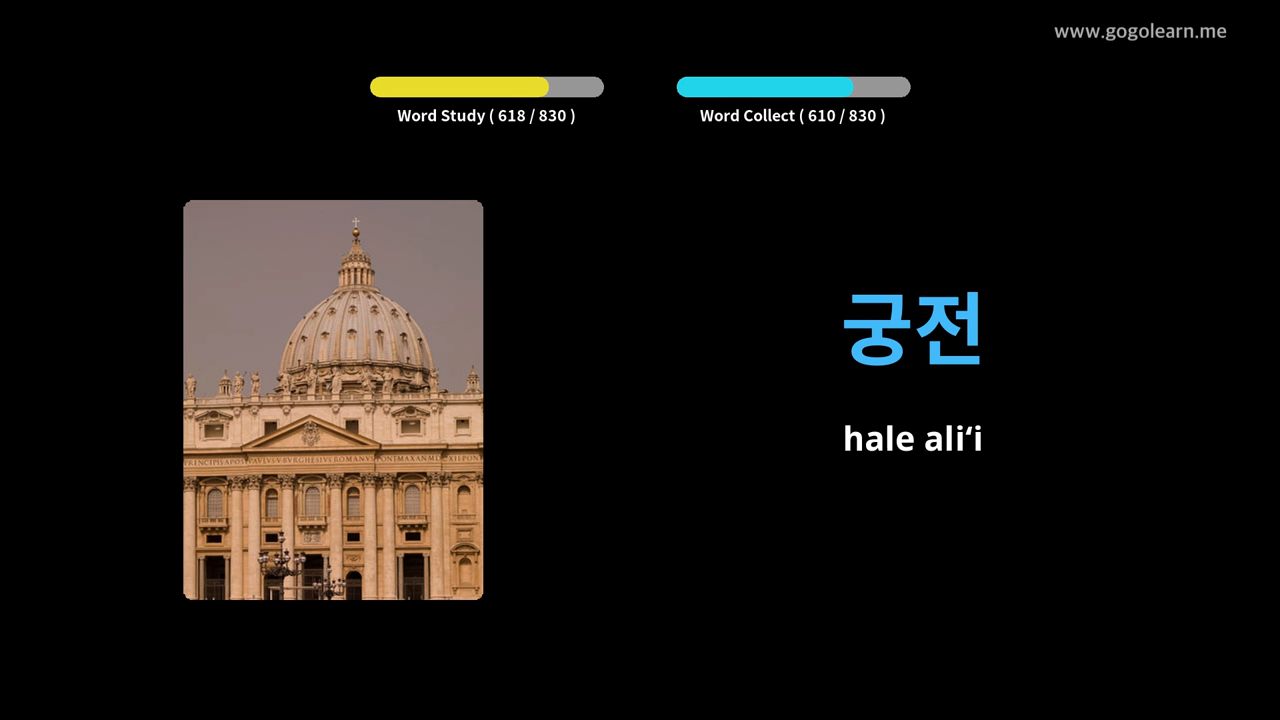 www.gogolearn.me
Word Study ( 618 / 830 )
Word Collect ( 610 / 830 )
궁전
hale aliʻi